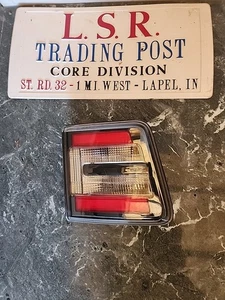 L.S.R.
TRADING POST
CORE DIVISION
ST. RD. 32 - 1 MI. WEST - LAPEL, IN